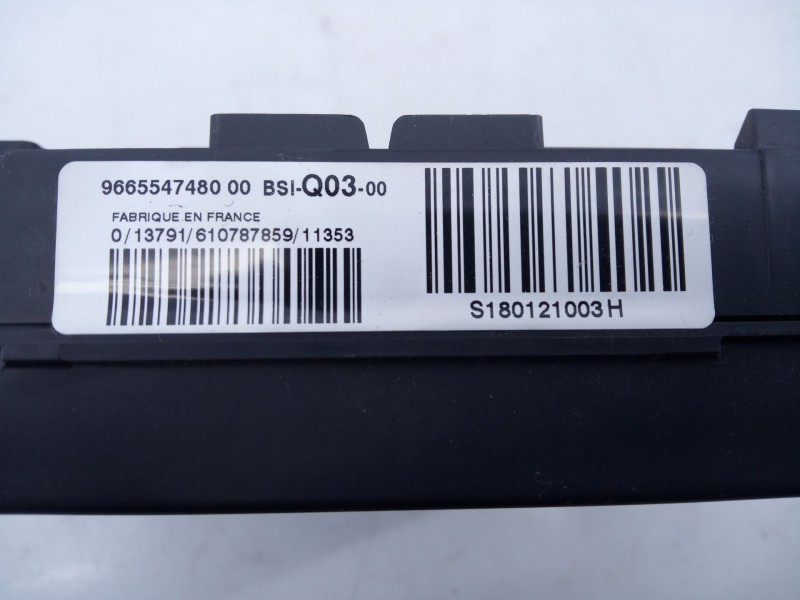 9665547480 00 BSI-Q03-00
FABRIQUE EN FRANCE
0/13791/610787859/11353
S180121003H